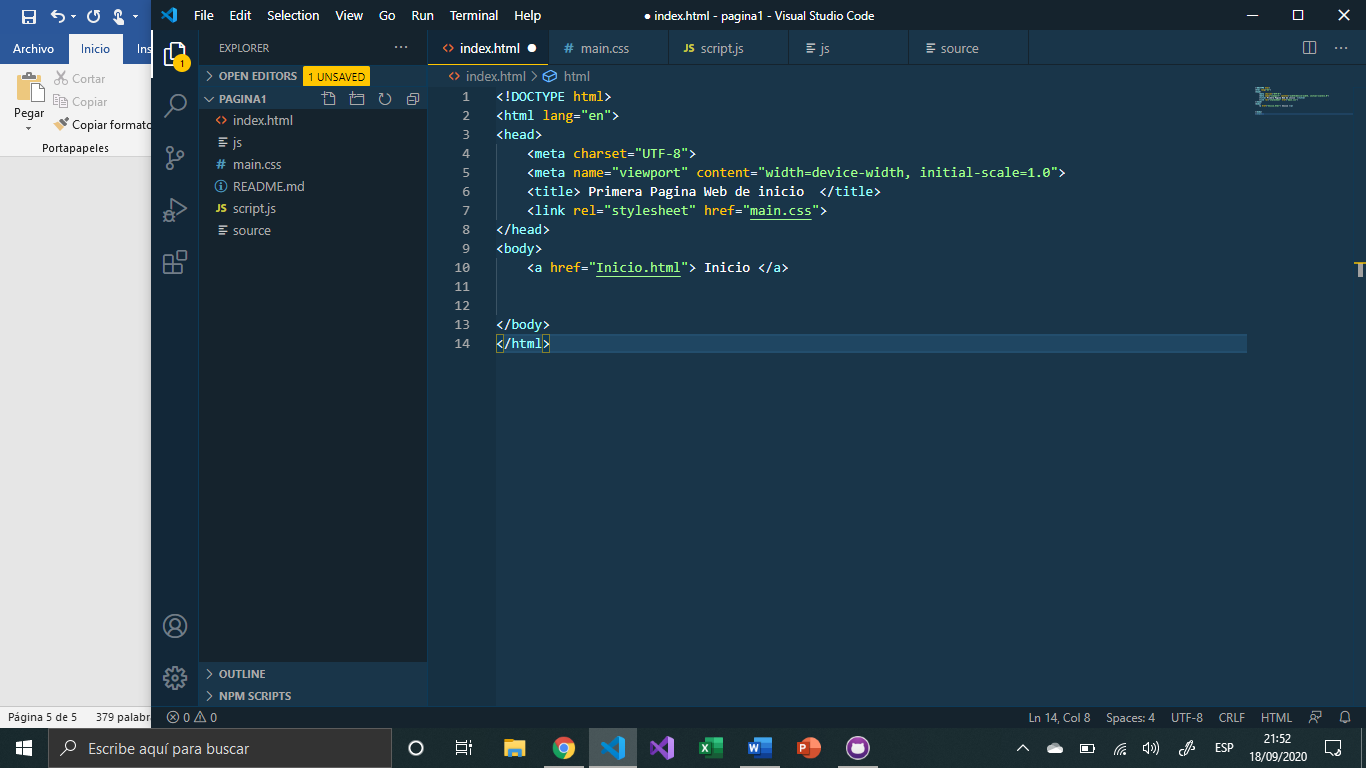 File Edit Selection View Go Run Terminal Help
● index.html - pagina1 - Visual Studio Code
Archivo Inicio Ins
Cortar
Copiar
Pegar
Copiar formato
Portapapeles
1
EXPLORER
OPEN EDITORS 1 UNSAVED
PAGINA1
index.html
js
main.css
README.md
script.js
source
OUTLINE
NPM SCRIPTS
index.html ● # main.css JS script.js js source
index.html > html
1 <!DOCTYPE html>
2 <html lang="en">
3 <head>
4 <meta charset="UTF-8">
5 <meta name="viewport" content="width=device-width, initial-scale=1.0">
6 <title> Primera Pagina Web de inicio  </title>
7 <link rel="stylesheet" href="main.css">
8 </head>
9 <body>
10 <a href="Inicio.html"> Inicio </a>
11
12
13 </body>
14 </html>
Página 5 de 5 379 palabra
0 0 Ln 14, Col 8 Spaces: 4 UTF-8 CRLF HTML
Escribe aquí para buscar
ESP
21:52
18/09/2020